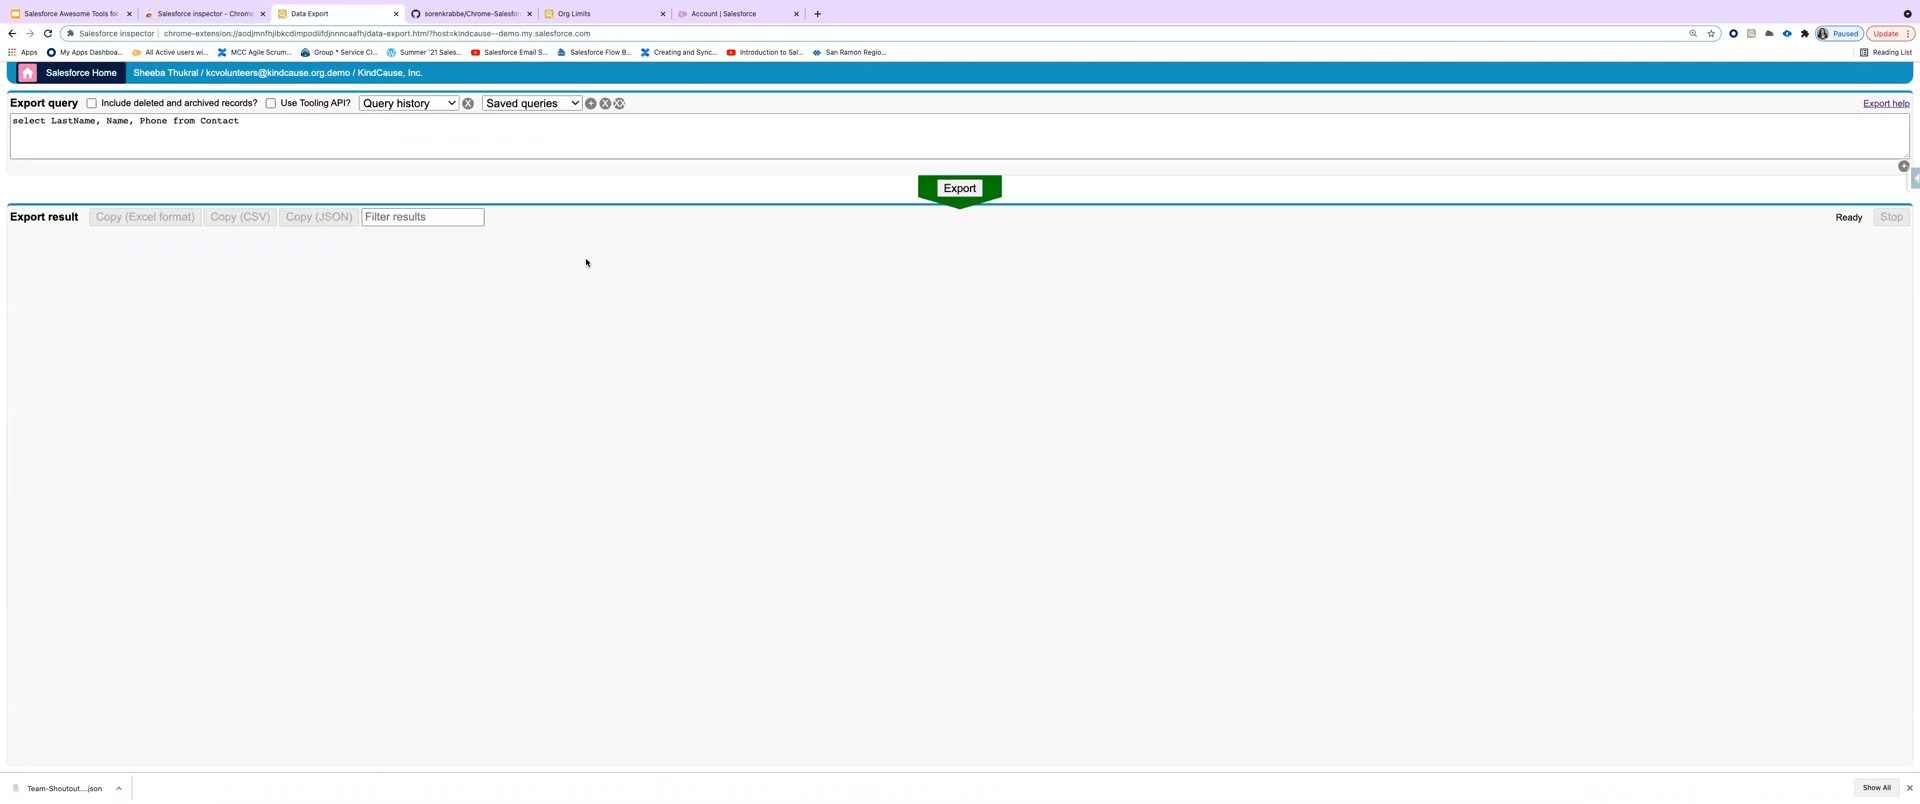 Salesforce Awesome Tools for
Salesforce inspector - Chrome
Data Export
sorenkrabbe/Chrome-Salesfor
Org Limits
Account | Salesforce
Salesforce inspector | chrome-extension://aodjmnfhjibkcdimpodiifdjnnncaafh/data-export.html?host=kindcause--demo.my.salesforce.com
Paused
Update
Apps
My Apps Dashboa...
All Active users wi...
MCC Agile Scrum...
Group * Service Cl...
Summer '21 Sales...
Salesforce Email S...
Salesforce Flow B...
Creating and Sync...
Introduction to Sal...
San Ramon Regio...
Reading List
Salesforce Home
Sheeba Thukral / kcvolunteers@kindcause.org.demo / KindCause, Inc.
Export query
Include deleted and archived records?
Use Tooling API?
Query history
Saved queries
Export help
select LastName, Name, Phone from Contact
Export
Export result
Copy (Excel format)
Copy (CSV)
Copy (JSON)
Filter results
Ready
Stop
Team-Shoutout....json
Show All